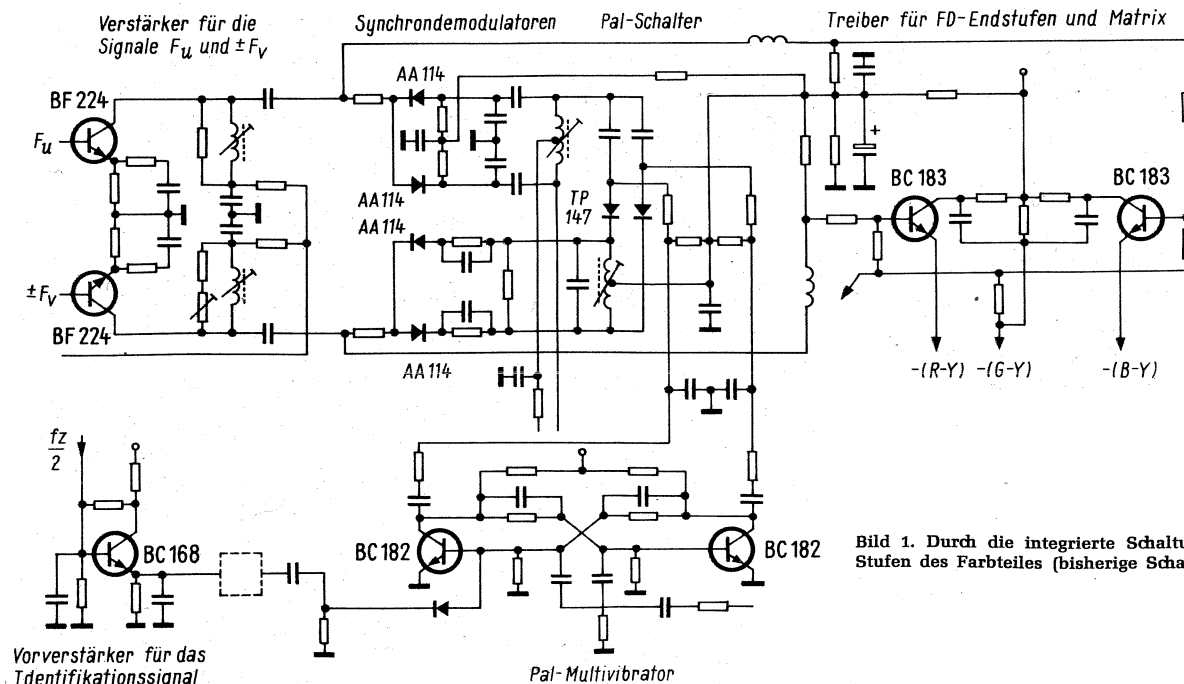 Verstärker für die
Signale Fu und ±Fv
Synchrondemodulatoren
Pal-Schalter
Treiber für FD-Endstufen und Matrix
AA 114
BF 224
Fu
AA 114
AA 114
TP
147
BC 183
BC 183
+
±Fv
BF 224
AA 114
-(R-Y)
-(G-Y)
-(B-Y)
fz
2
BC 168
BC 182
BC 182
Bild 1. Durch die integrierte Schaltu
Stufen des Farbteiles (bisherige Scha
Vorverstärker für das
Identifikationssignal
Pal-Multivibrator